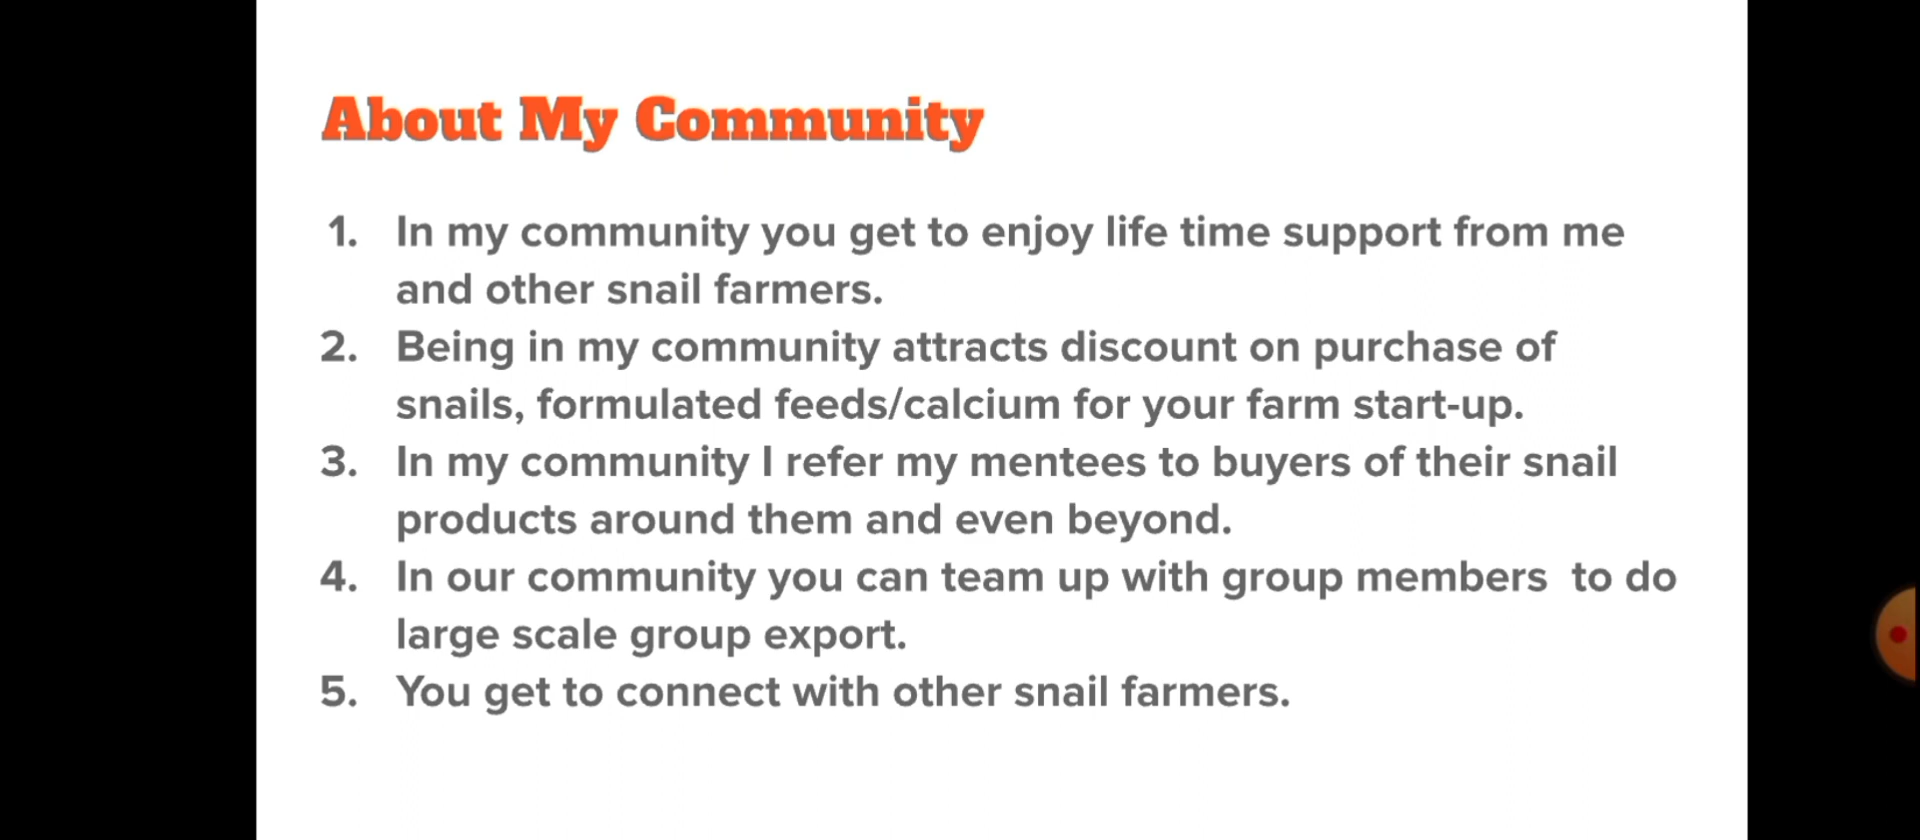 About My Community
1. In my community you get to enjoy life time support from me
and other snail farmers.
2. Being in my community attracts discount on purchase of
snails, formulated feeds/calcium for your farm start-up.
3. In my community I refer my mentees to buyers of their snail
products around them and even beyond.
4. In our community you can team up with group members  to do
large scale group export.
5. You get to connect with other snail farmers.